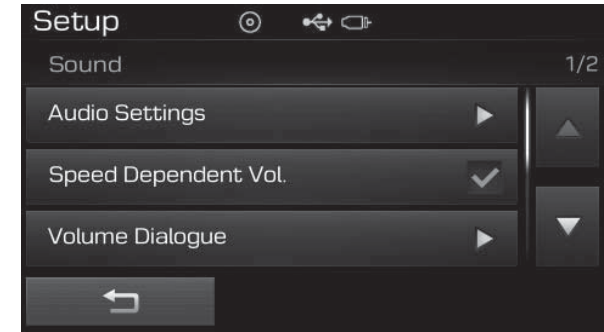 Setup
Sound 1/2
Audio Settings
Speed Dependent Vol.
Volume Dialogue